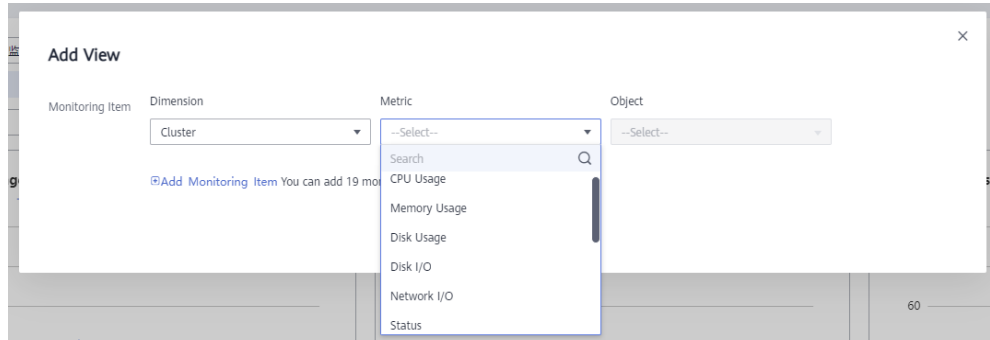 Add View
Monitoring Item
Dimension
Metric
Object
Cluster
--Select--
--Select--
Search
Add Monitoring Item You can add 19 mo
CPU Usage
Memory Usage
Disk Usage
Disk I/O
Network I/O
Status
60